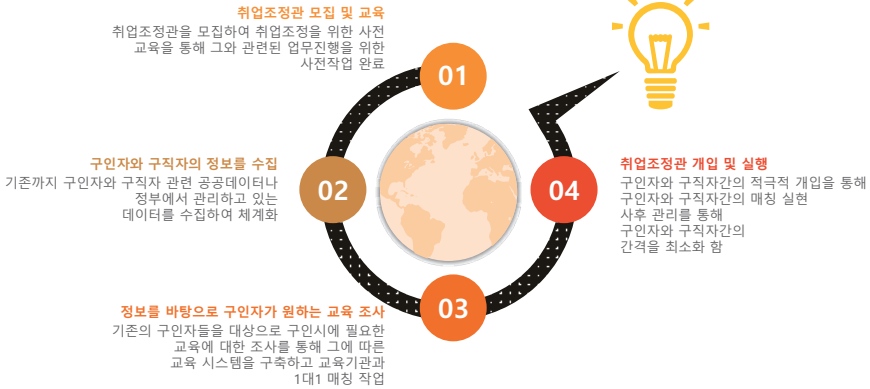 취업조정관 모집 및 교육
취업조정관을 모집하여 취업조정을 위한 사전
교육을 통해 그와 관련된 업무진행을 위한
사전작업 완료
01
구인자와 구직자의 정보를 수집
기존까지 구인자와 구직자 관련 공공데이터나
정부에서 관리하고 있는
데이터를 수집하여 체계화
02
정보를 바탕으로 구인자가 원하는 교육 조사
기존의 구인자들을 대상으로 구인시에 필요한
교육에 대한 조사를 통해 그에 따른
교육 시스템을 구축하고 교육기관과
1대1 매칭 작업
03
04
취업조정관 개입 및 실행
구인자와 구직자간의 적극적 개입을 통해
구인자와 구직자간의 매칭 실현
사후 관리를 통해
구인자와 구직자간의
간격을 최소화 함